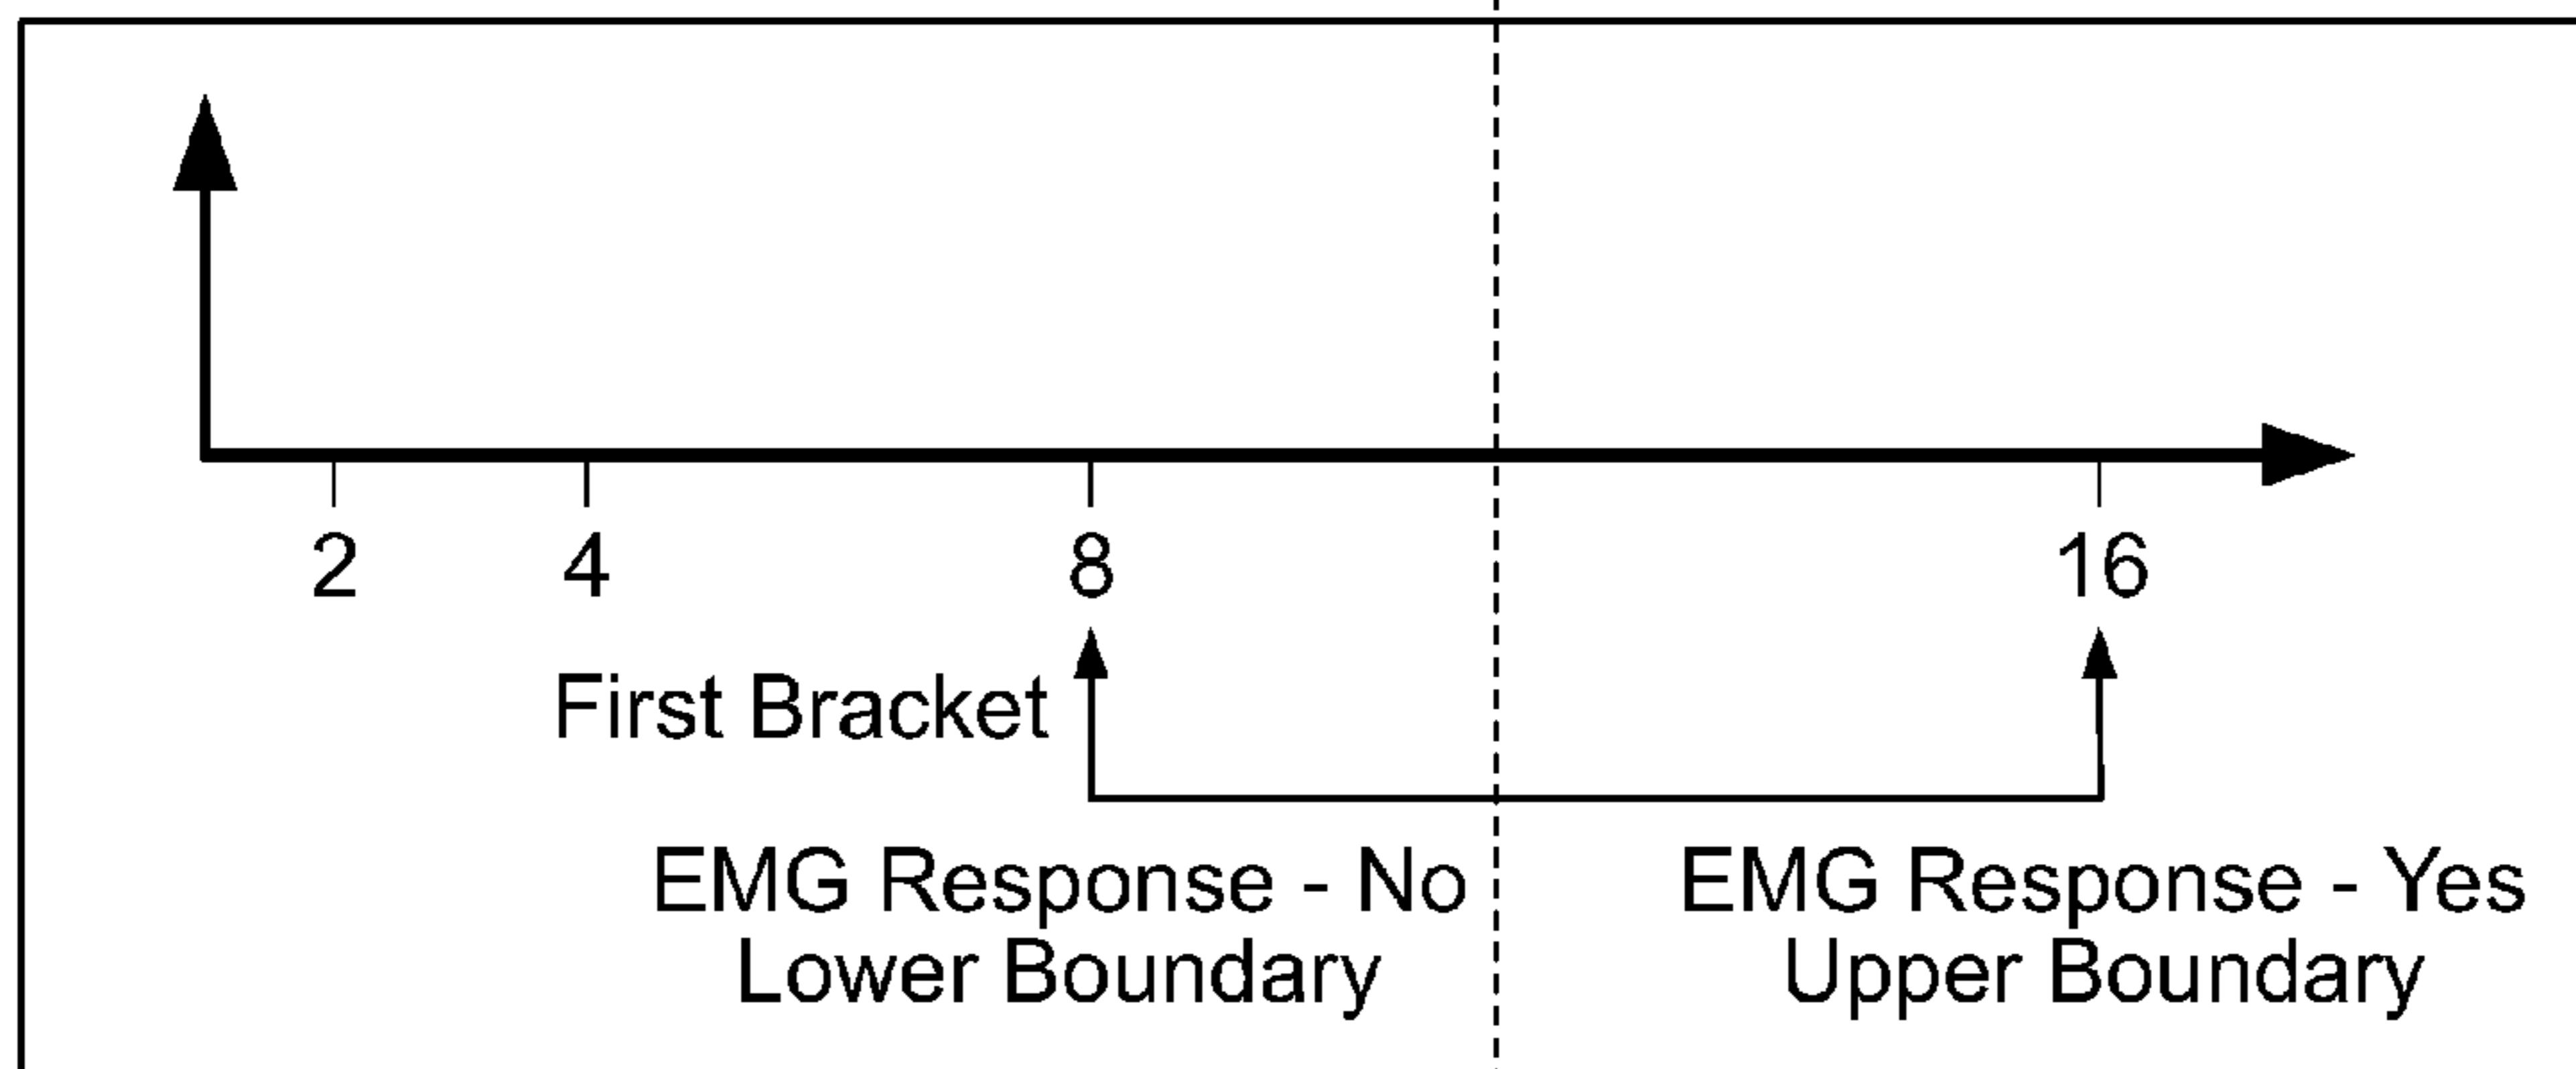 2 4 8 16
First Bracket
EMG Response - No EMG Response - Yes
Lower Boundary Upper Boundary